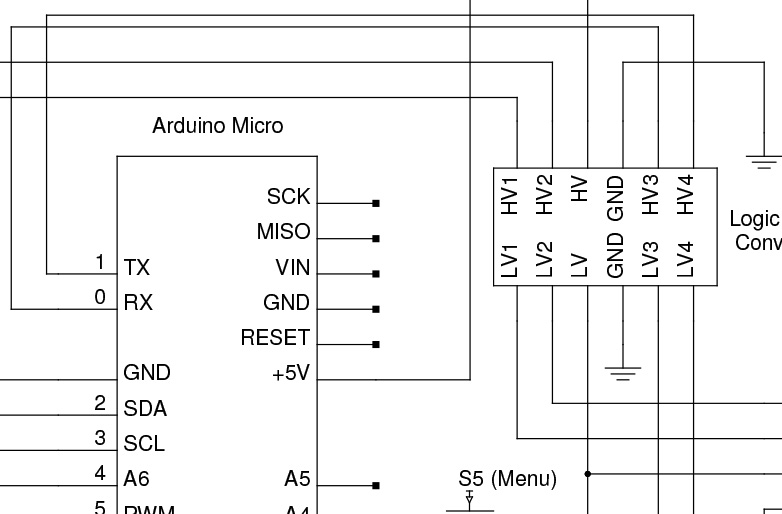 Arduino Micro
SCK
MISO
1 TX VIN
0 RX GND
RESET
GND +5V
2 SDA
3 SCL
4 A6 A5
5 PWM A4
HV1 HV2 HV GND HV3 HV4
LV1 LV2 LV GND LV3 LV4
Logic
Conv
S5 (Menu)